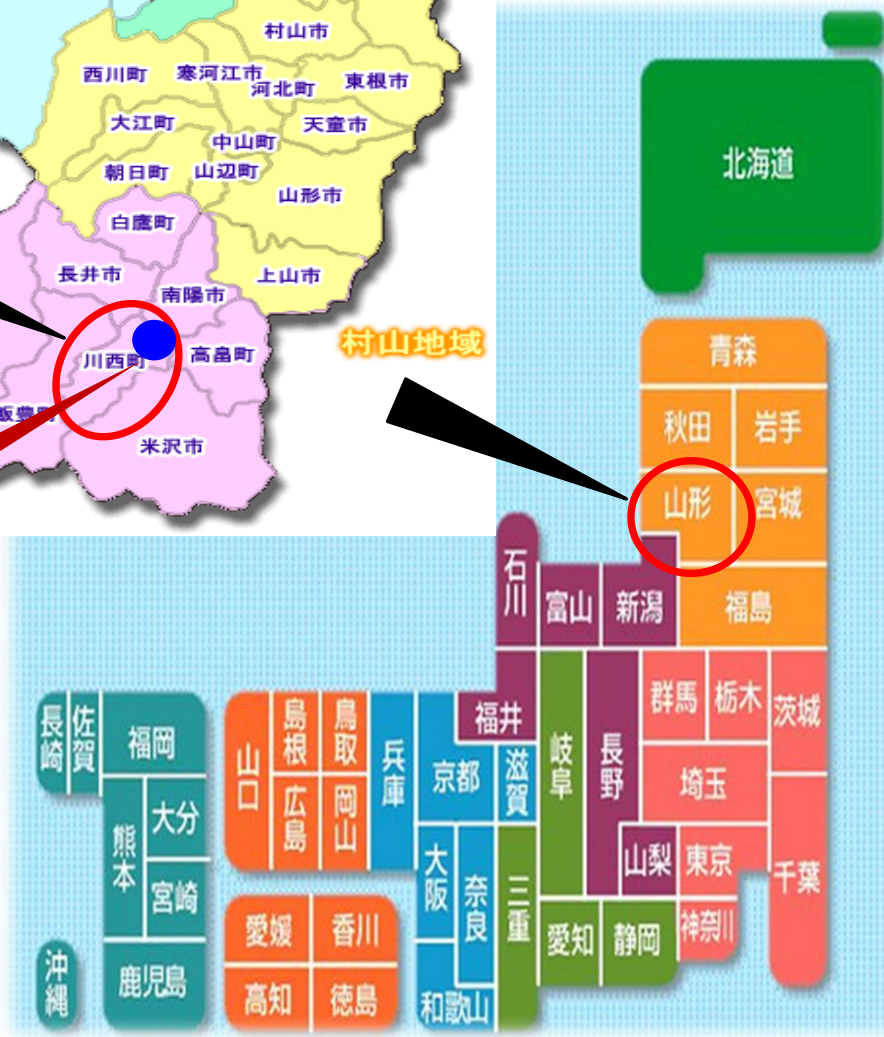 村山市
西川町
寒河江市
河北町
東根市
大江町
中山町
天童市
朝日町
山辺町
山形市
白鷹町
長井市
南陽市
上山市
川西町
高畠町
飯豊町
米沢市
村山地域
北海道
青森
秋田
岩手
山形
宮城
石川
富山
新潟
福島
福井
岐阜
長野
群馬
栃木
茨城
埼玉
山梨
東京
千葉
神奈川
愛知
静岡
滋賀
京都
兵庫
大阪
奈良
三重
和歌山
鳥取
島根
岡山
広島
山口
香川
愛媛
徳島
高知
福岡
佐賀
長崎
大分
熊本
宮崎
鹿児島
沖縄